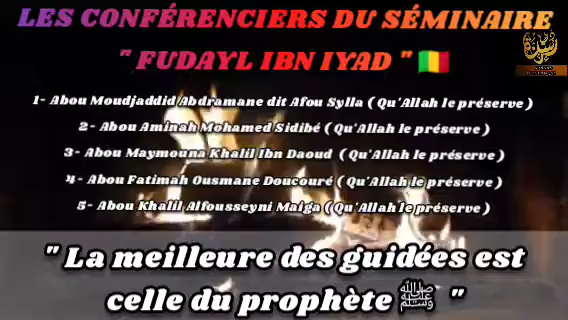 LES CONFÉRENCIERS DU SÉMINAIRE
" FUDAYL IBN IYAD " 🇲🇱
1- Abou Moudjaddid Abdramane dit Afou Sylla ( Qu'Allah le préserve )
2- Abou Aminah Mohamed Sidibé ( Qu'Allah le préserve )
3- Abou Maymouna Khalil Ibn Daoud ( Qu'Allah le préserve )
4- Abou Fatimah Ousmane Doucouré ( Qu'Allah le préserve )
5- Abou Khalil Alfousseyni Maiga ( Qu'Allah le préserve )
" La meilleure des guidées est
celle du prophète ﷺ "